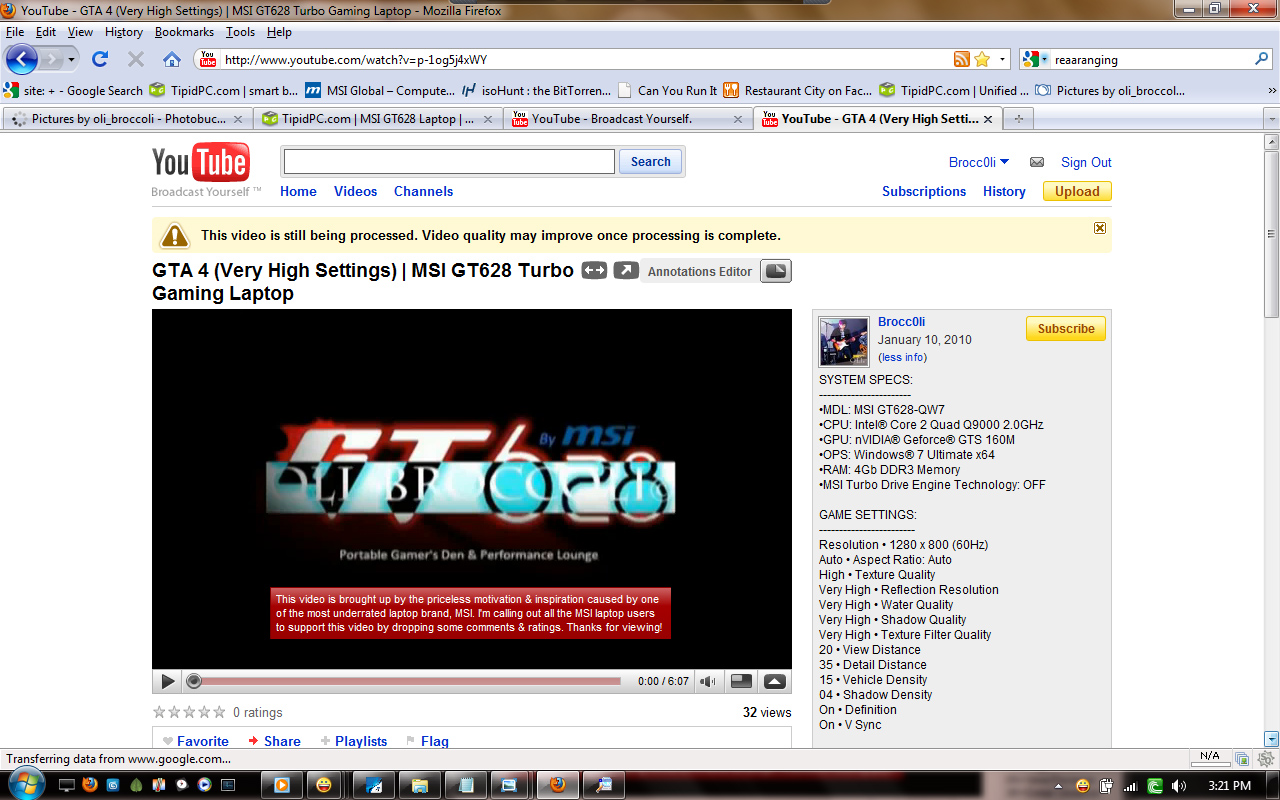 YouTube - GTA 4 (Very High Settings) | MSI GT628 Turbo Gaming Laptop - Mozilla Firefox
File Edit View History Bookmarks Tools Help
You Tube http://www.youtube.com/watch?v=p-1og5j4xWY reaaranging
site: + - Google Search TipidPC.com | smart b... MSI Global – Compute... isoHunt : the BitTorren... Can You Run It Restaurant City on Fac... TipidPC.com | Unified ... Pictures by oli_broccol... »
Pictures by oli_broccoli - Photobuc... TipidPC.com | MSI GT628 Laptop | ... YouTube - Broadcast Yourself. YouTube - GTA 4 (Very High Setti...
YouTube Search Brocc0li Sign Out
Broadcast Yourself ™ Home Videos Channels Subscriptions History Upload
This video is still being processed. Video quality may improve once processing is complete.
GTA 4 (Very High Settings) | MSI GT628 Turbo Gaming Laptop
Annotations Editor
GT628 By msi
OLI BROCCOLI
Portable Gamer's Den & Performance Lounge
This video is brought up by the priceless motivation & inspiration caused by one
of the most underrated laptop brand, MSI. I'm calling out all the MSI laptop users
to support this video by dropping some comments & ratings. Thanks for viewing!
0:00 / 6:07
0 ratings 32 views
Favorite Share Playlists Flag
Brocc0li Subscribe
January 10, 2010
(less info)
SYSTEM SPECS:
-----------------------
•MDL: MSI GT628-QW7
•CPU: Intel® Core 2 Quad Q9000 2.0GHz
•GPU: nVIDIA® Geforce® GTS 160M
•OPS: Windows® 7 Ultimate x64
•RAM: 4Gb DDR3 Memory
•MSI Turbo Drive Engine Technology: OFF
GAME SETTINGS:
------------------------
Resolution • 1280 x 800 (60Hz)
Auto • Aspect Ratio: Auto
High • Texture Quality
Very High • Reflection Resolution
Very High • Water Quality
Very High • Shadow Quality
Very High • Texture Filter Quality
20 • View Distance
35 • Detail Distance
15 • Vehicle Density
04 • Shadow Density
On • Definition
On • V Sync
Transferring data from www.google.com... N/A
3:21 PM